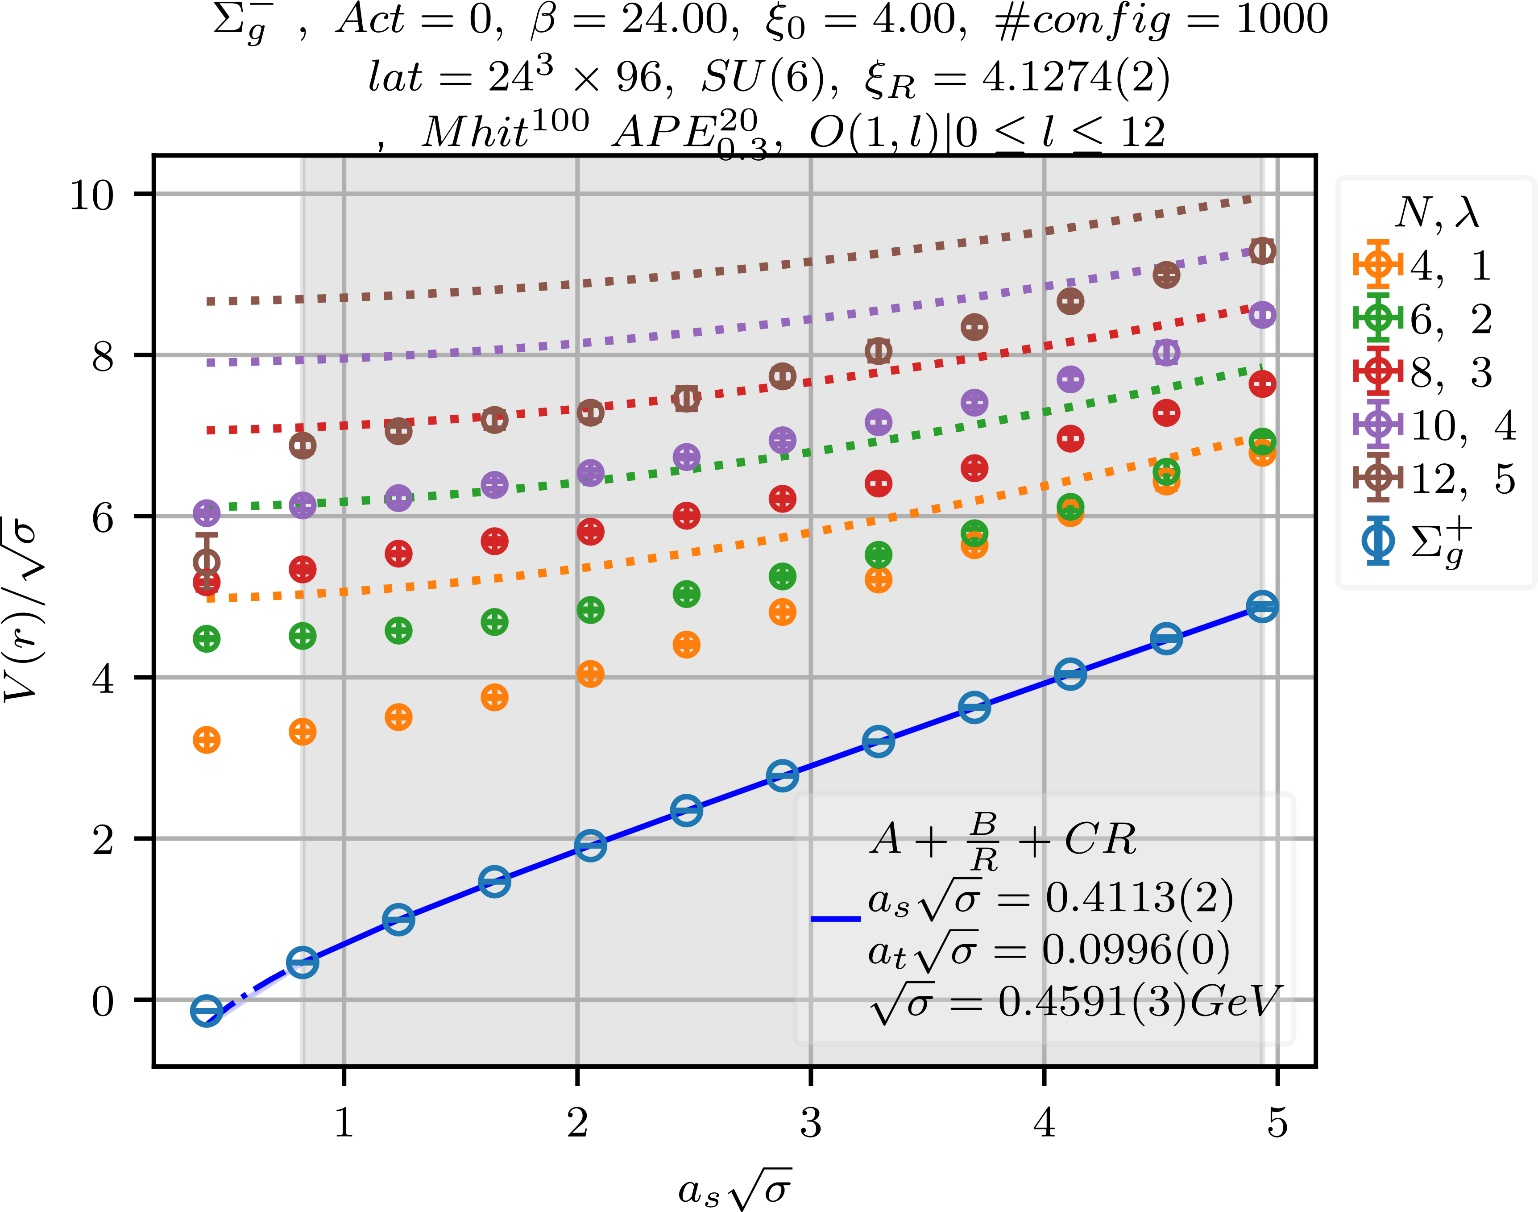 Σ_g^- , Act = 0, β = 24.00, ξ_0 = 4.00, #config = 1000
lat = 24^3 × 96, SU(6), ξ_R = 4.1274(2)
, Mhit^100 APE_0.3^20, O(1, l)|0 ≤ l ≤ 12
10
8
6
4
2
0
V(r)/√σ
1
2
3
4
5
a_s√σ
N, λ
4, 1
6, 2
8, 3
10, 4
12, 5
Σ_g^+
A + B/R + CR
a_s√σ = 0.4113(2)
a_t√σ = 0.0996(0)
√σ = 0.4591(3)GeV